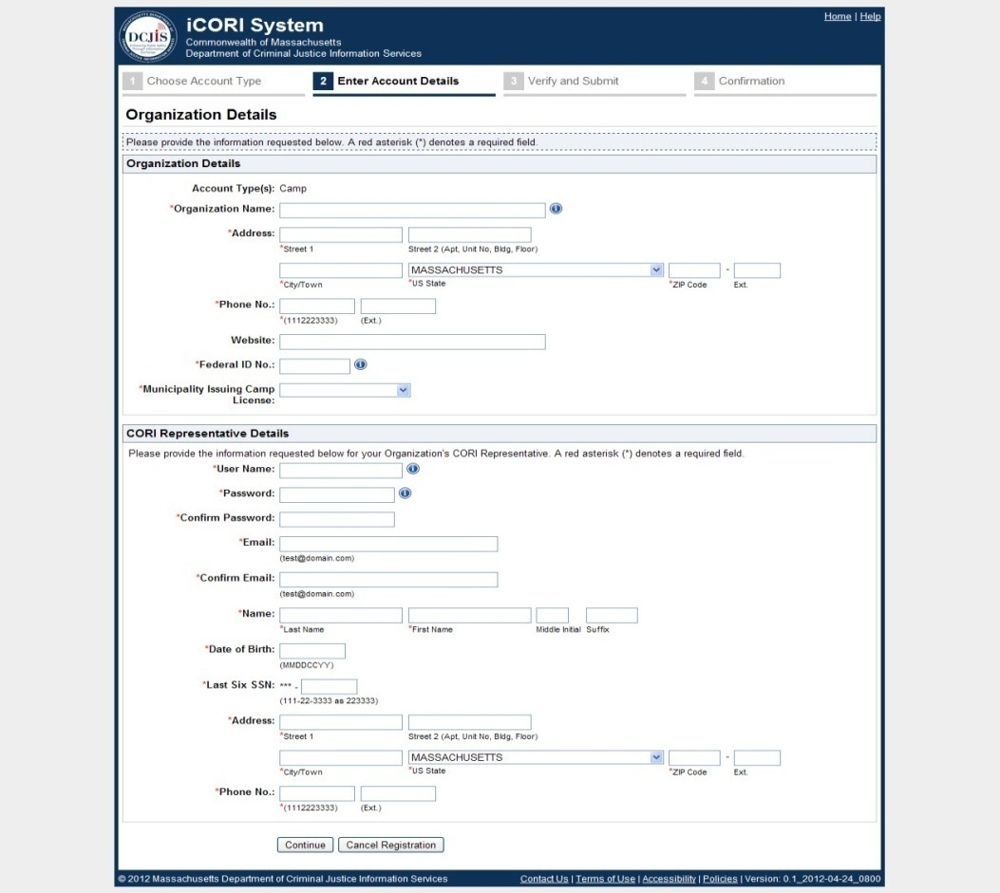 DCJIS
iCORI System
Commonwealth of Massachusetts
Department of Criminal Justice Information Services
Home | Help
1 Choose Account Type
2 Enter Account Details
3 Verify and Submit
4 Confirmation
Organization Details
Please provide the information requested below. A red asterisk (*) denotes a required field.
Organization Details
Account Type(s): Camp
*Organization Name:
*Address:
*Street 1 Street 2 (Apt, Unit No, Bldg, Floor)
MASSACHUSETTS -
*City/Town *US State *ZIP Code Ext.
*Phone No.:
*(1112223333) (Ext.)
Website:
*Federal ID No.:
*Municipality Issuing Camp
License:
CORI Representative Details
Please provide the information requested below for your Organization's CORI Representative. A red asterisk (*) denotes a required field.
*User Name:
*Password:
*Confirm Password:
*Email:
(test@domain.com)
*Confirm Email:
(test@domain.com)
*Name:
*Last Name *First Name Middle Initial Suffix
*Date of Birth:
(MMDDCCYY)
*Last Six SSN: *** -
(111-22-3333 as 223333)
*Address:
*Street 1 Street 2 (Apt, Unit No, Bldg, Floor)
MASSACHUSETTS -
*City/Town *US State *ZIP Code Ext.
*Phone No.:
*(1112223333) (Ext.)
Continue Cancel Registration
© 2012 Massachusetts Department of Criminal Justice Information Services
Contact Us | Terms of Use | Accessibility | Policies | Version: 0.1_2012-04-24_0800